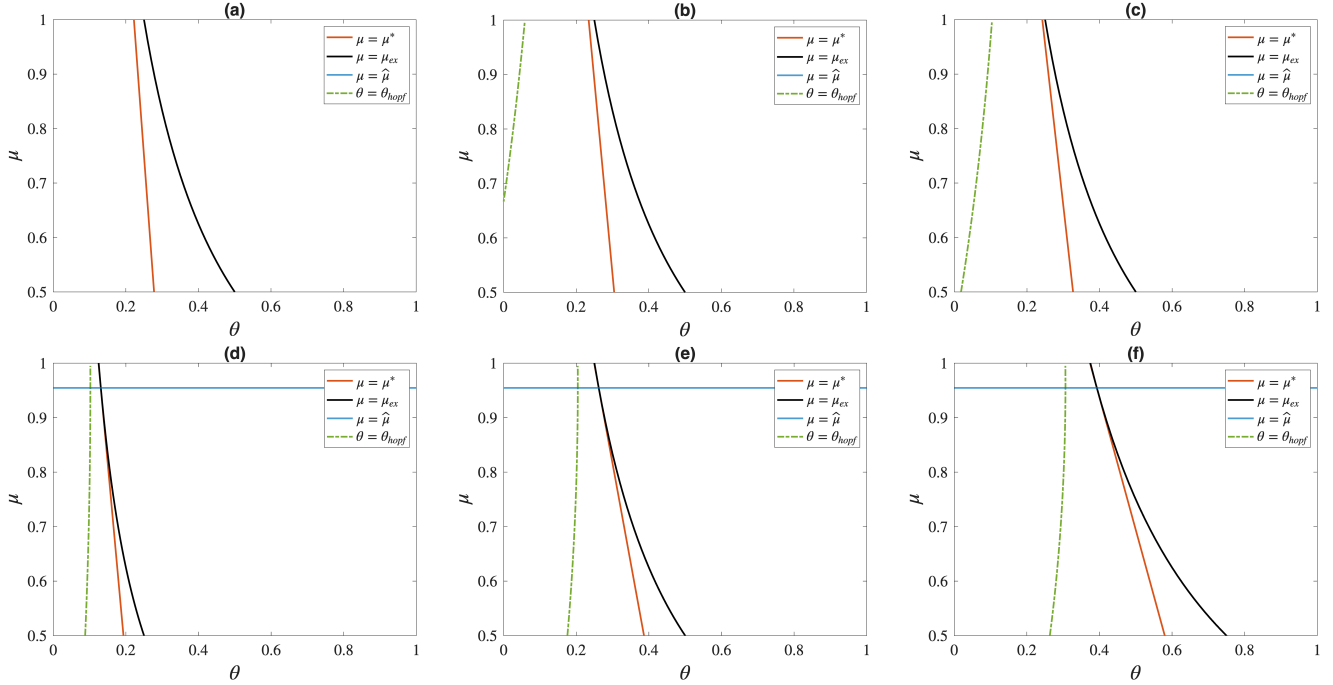 (a)
1
0.9
0.8
0.7
0.6
0.5
μ
0
0.2
0.4
0.6
0.8
1
θ
μ = μ*
μ = μ_ex
μ = μ̂
θ = θ_hopf
(b)
1
0.9
0.8
0.7
0.6
0.5
μ
0
0.2
0.4
0.6
0.8
1
θ
μ = μ*
μ = μ_ex
μ = μ̂
θ = θ_hopf
(c)
1
0.9
0.8
0.7
0.6
0.5
μ
0
0.2
0.4
0.6
0.8
1
θ
μ = μ*
μ = μ_ex
μ = μ̂
θ = θ_hopf
(d)
1
0.9
0.8
0.7
0.6
0.5
μ
0
0.2
0.4
0.6
0.8
1
θ
μ = μ*
μ = μ_ex
μ = μ̂
θ = θ_hopf
(e)
1
0.9
0.8
0.7
0.6
0.5
μ
0
0.2
0.4
0.6
0.8
1
θ
μ = μ*
μ = μ_ex
μ = μ̂
θ = θ_hopf
(f)
1
0.9
0.8
0.7
0.6
0.5
μ
0
0.2
0.4
0.6
0.8
1
θ
μ = μ*
μ = μ_ex
μ = μ̂
θ = θ_hopf